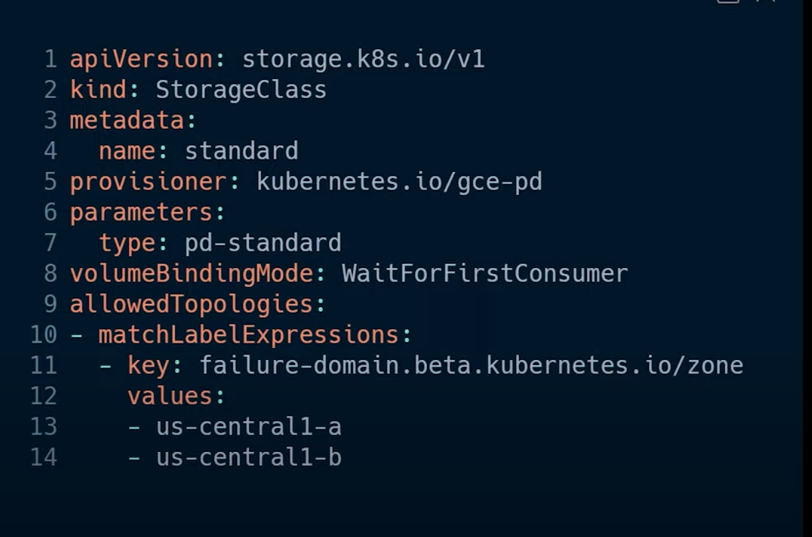 1 apiVersion: storage.k8s.io/v1
2 kind: StorageClass
3 metadata:
4   name: standard
5 provisioner: kubernetes.io/gce-pd
6 parameters:
7   type: pd-standard
8 volumeBindingMode: WaitForFirstConsumer
9 allowedTopologies:
10 - matchLabelExpressions:
11   - key: failure-domain.beta.kubernetes.io/zone
12     values:
13     - us-central1-a
14     - us-central1-b